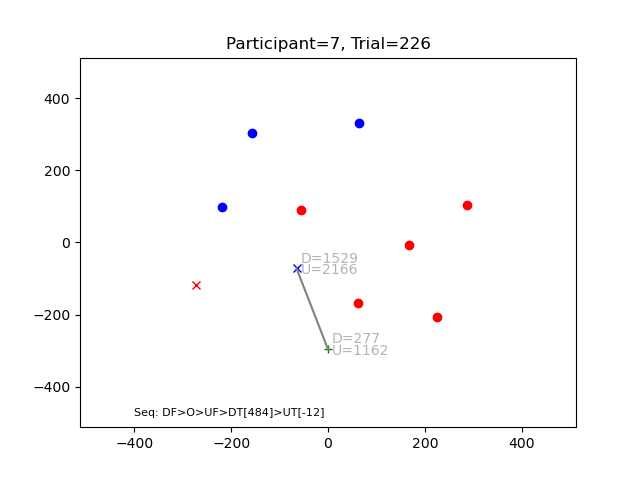 Participant=7, Trial=226
400
200
0
−200
−400
D=1529
U=2166
D=277
U=1162
Seq: DF>O>UF>DT[484]>UT[-12]
−400
−200
0
200
400